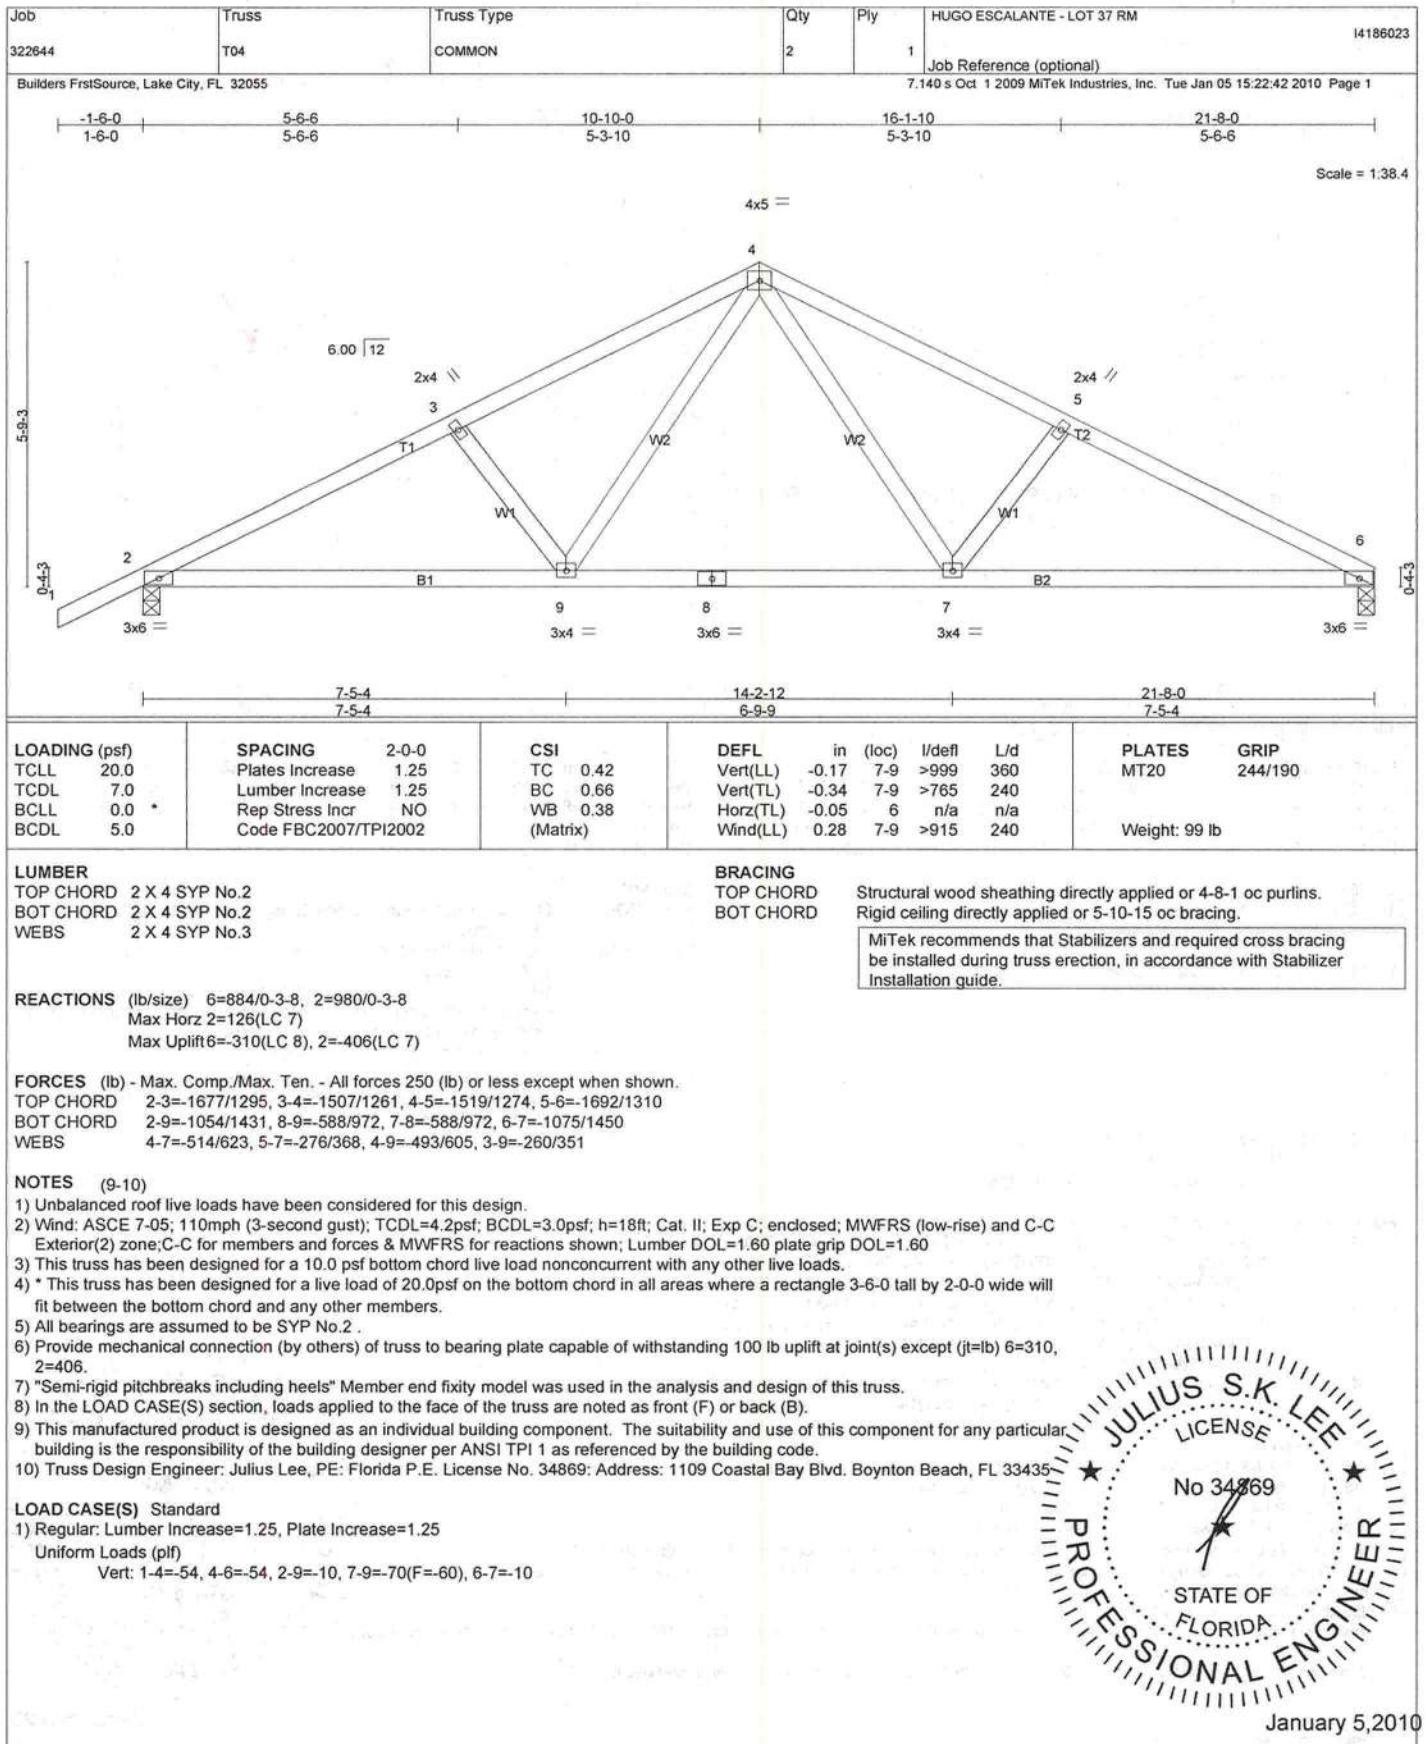 Job Truss Truss Type Qty Ply HUGO ESCALANTE - LOT 37 RM
I4186023
322644 T04 COMMON 2 1
Job Reference (optional)
Builders FrstSource, Lake City, FL 32055 7.140 s Oct 1 2009 MiTek Industries, Inc. Tue Jan 05 15:22:42 2010 Page 1
-1-6-0 5-6-6 10-10-0 16-1-10 21-8-0
1-6-0 5-6-6 5-3-10 5-3-10 5-6-6
Scale = 1:38.4
4x5 =
4
6.00 12
2x4 \\ 2x4 //
3 5
5-9-3
T1 W2 W2 T2
W1 W1
2 6
0-4-3 1 B1 B2 0-4-3
9 8 7
3x6 = 3x4 = 3x6 = 3x4 = 3x6 =
7-5-4 14-2-12 21-8-0
7-5-4 6-9-9 7-5-4
LOADING (psf) SPACING 2-0-0 CSI DEFL in (loc) l/defl L/d PLATES GRIP
TCLL 20.0 Plates Increase 1.25 TC 0.42 Vert(LL) -0.17 7-9 >999 360 MT20 244/190
TCDL 7.0 Lumber Increase 1.25 BC 0.66 Vert(TL) -0.34 7-9 >765 240
BCLL 0.0 * Rep Stress Incr NO WB 0.38 Horz(TL) -0.05 6 n/a n/a
BCDL 5.0 Code FBC2007/TPI2002 (Matrix) Wind(LL) 0.28 7-9 >915 240 Weight: 99 lb
LUMBER BRACING
TOP CHORD 2 X 4 SYP No.2 TOP CHORD Structural wood sheathing directly applied or 4-8-1 oc purlins.
BOT CHORD 2 X 4 SYP No.2 BOT CHORD Rigid ceiling directly applied or 5-10-15 oc bracing.
WEBS 2 X 4 SYP No.3
MiTek recommends that Stabilizers and required cross bracing
be installed during truss erection, in accordance with Stabilizer
Installation guide.
REACTIONS (lb/size) 6=884/0-3-8, 2=980/0-3-8
Max Horz 2=126(LC 7)
Max Uplift6=-310(LC 8), 2=-406(LC 7)
FORCES (lb) - Max. Comp./Max. Ten. - All forces 250 (lb) or less except when shown.
TOP CHORD 2-3=-1677/1295, 3-4=-1507/1261, 4-5=-1519/1274, 5-6=-1692/1310
BOT CHORD 2-9=-1054/1431, 8-9=-588/972, 7-8=-588/972, 6-7=-1075/1450
WEBS 4-7=-514/623, 5-7=-276/368, 4-9=-493/605, 3-9=-260/351
NOTES (9-10)
1) Unbalanced roof live loads have been considered for this design.
2) Wind: ASCE 7-05; 110mph (3-second gust); TCDL=4.2psf; BCDL=3.0psf; h=18ft; Cat. II; Exp C; enclosed; MWFRS (low-rise) and C-C
Exterior(2) zone;C-C for members and forces & MWFRS for reactions shown; Lumber DOL=1.60 plate grip DOL=1.60
3) This truss has been designed for a 10.0 psf bottom chord live load nonconcurrent with any other live loads.
4) * This truss has been designed for a live load of 20.0psf on the bottom chord in all areas where a rectangle 3-6-0 tall by 2-0-0 wide will
fit between the bottom chord and any other members.
5) All bearings are assumed to be SYP No.2 .
6) Provide mechanical connection (by others) of truss to bearing plate capable of withstanding 100 lb uplift at joint(s) except (jt=lb) 6=310,
2=406.
7) "Semi-rigid pitchbreaks including heels" Member end fixity model was used in the analysis and design of this truss.
8) In the LOAD CASE(S) section, loads applied to the face of the truss are noted as front (F) or back (B).
9) This manufactured product is designed as an individual building component. The suitability and use of this component for any particular
building is the responsibility of the building designer per ANSI TPI 1 as referenced by the building code.
10) Truss Design Engineer: Julius Lee, PE: Florida P.E. License No. 34869: Address: 1109 Coastal Bay Blvd. Boynton Beach, FL 33435
LOAD CASE(S) Standard
1) Regular: Lumber Increase=1.25, Plate Increase=1.25
Uniform Loads (plf)
Vert: 1-4=-54, 4-6=-54, 2-9=-10, 7-9=-70(F=-60), 6-7=-10
JULIUS S.K. LEE
LICENSE
No 34869
STATE OF
FLORIDA
PROFESSIONAL ENGINEER
January 5,2010